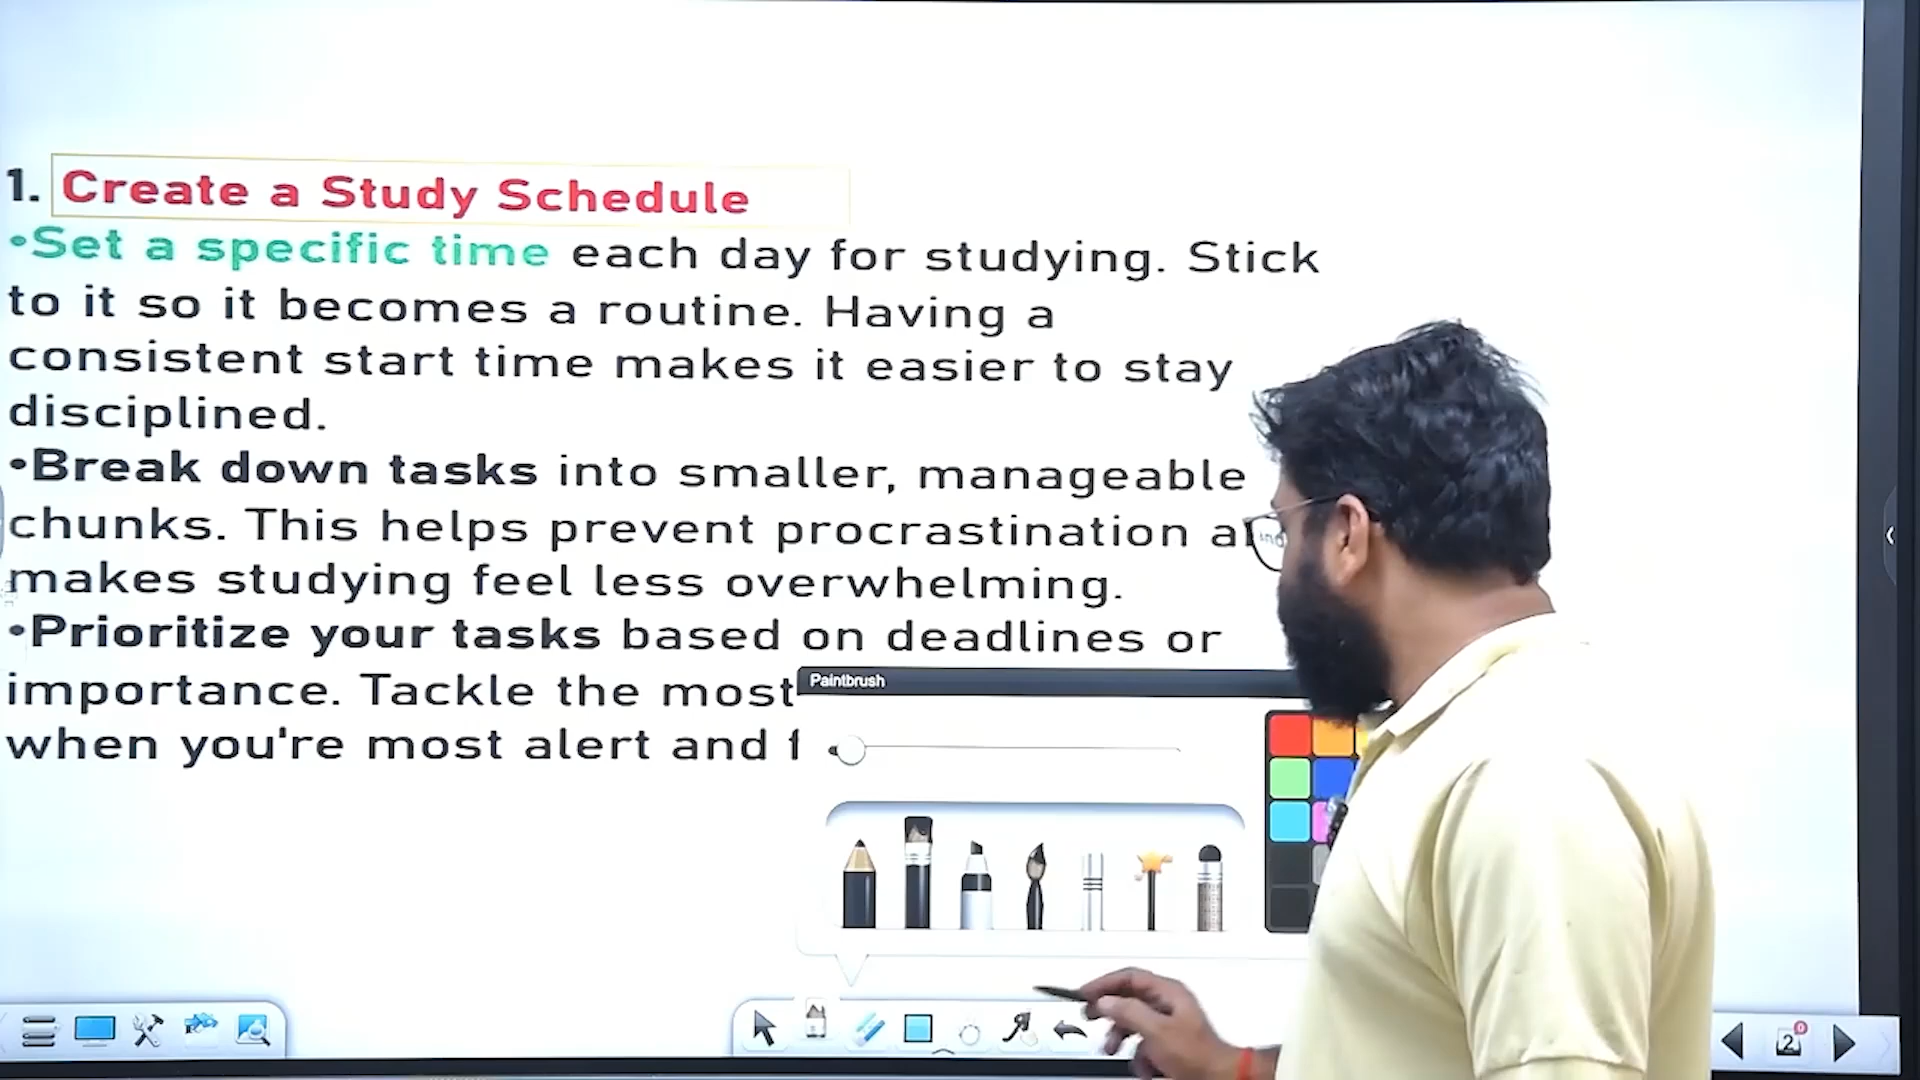 1. Create a Study Schedule
•Set a specific time each day for studying. Stick
to it so it becomes a routine. Having a
consistent start time makes it easier to stay
disciplined.
•Break down tasks into smaller, manageable
chunks. This helps prevent procrastination
makes studying feel less overwhelming.
•Prioritize your tasks based on deadlines or
importance. Tackle the most
when you're most alert and
Paintbrush
2
0